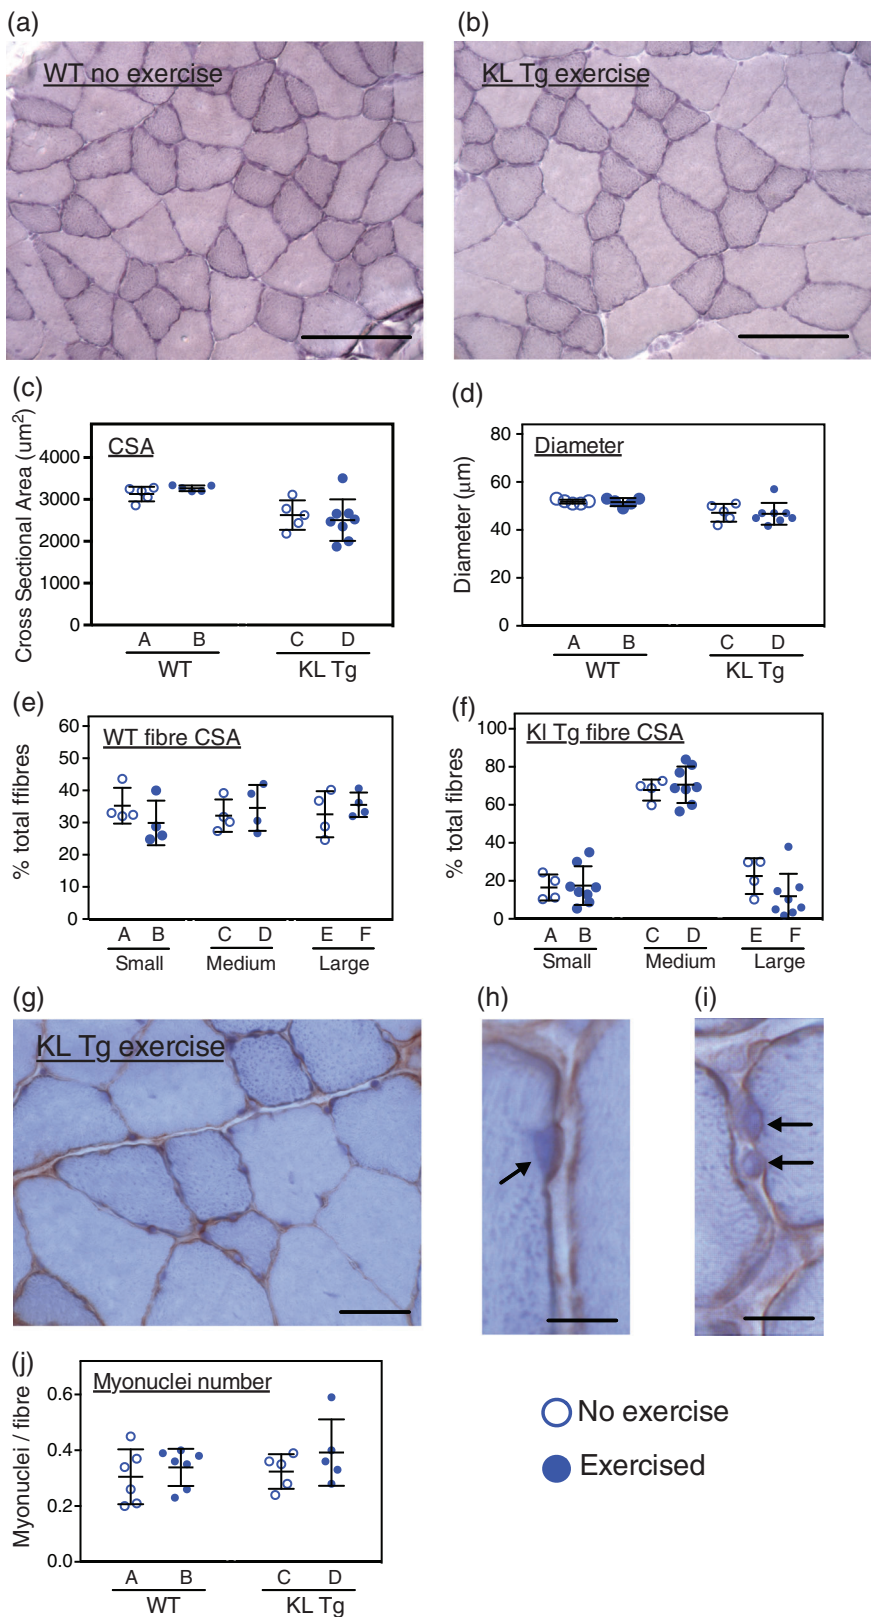 (a)
WT no exercise
(b)
KL Tg exercise
(c)
Cross Sectional Area (um²)
CSA
4000
3000
2000
1000
0
A B C D
WT KL Tg
(d)
Diameter (μm)
Diameter
80
60
40
20
0
A B C D
WT KL Tg
(e)
% total ffibres
WT fibre CSA
60
50
40
30
20
10
0
A B C D E F
Small Medium Large
(f)
% total fibres
Kl Tg fibre CSA
100
80
60
40
20
0
A B C D E F
Small Medium Large
(g)
KL Tg exercise
(h)
(i)
(j)
Myonuclei / fibre
Myonuclei number
0.6
0.4
0.2
0.0
A B C D
WT KL Tg
No exercise
Exercised